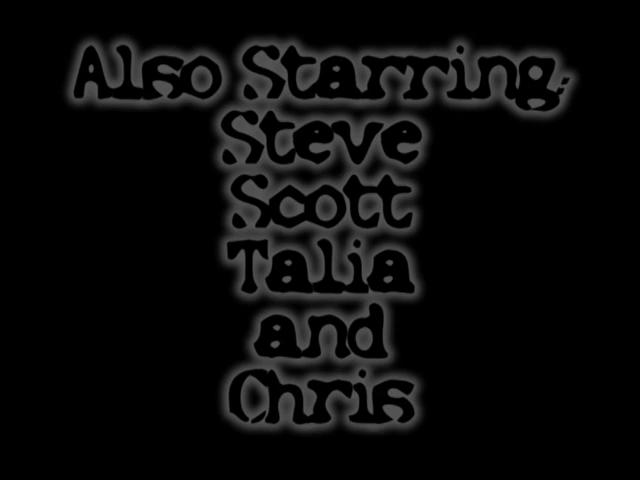 Also Starring;
Steve
Scott
Talia
and
Chris